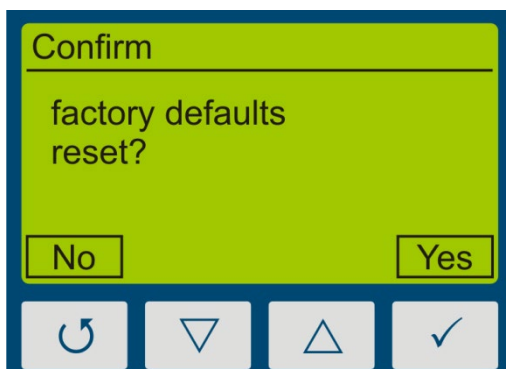 Confirm
factory defaults
reset?
No
Yes